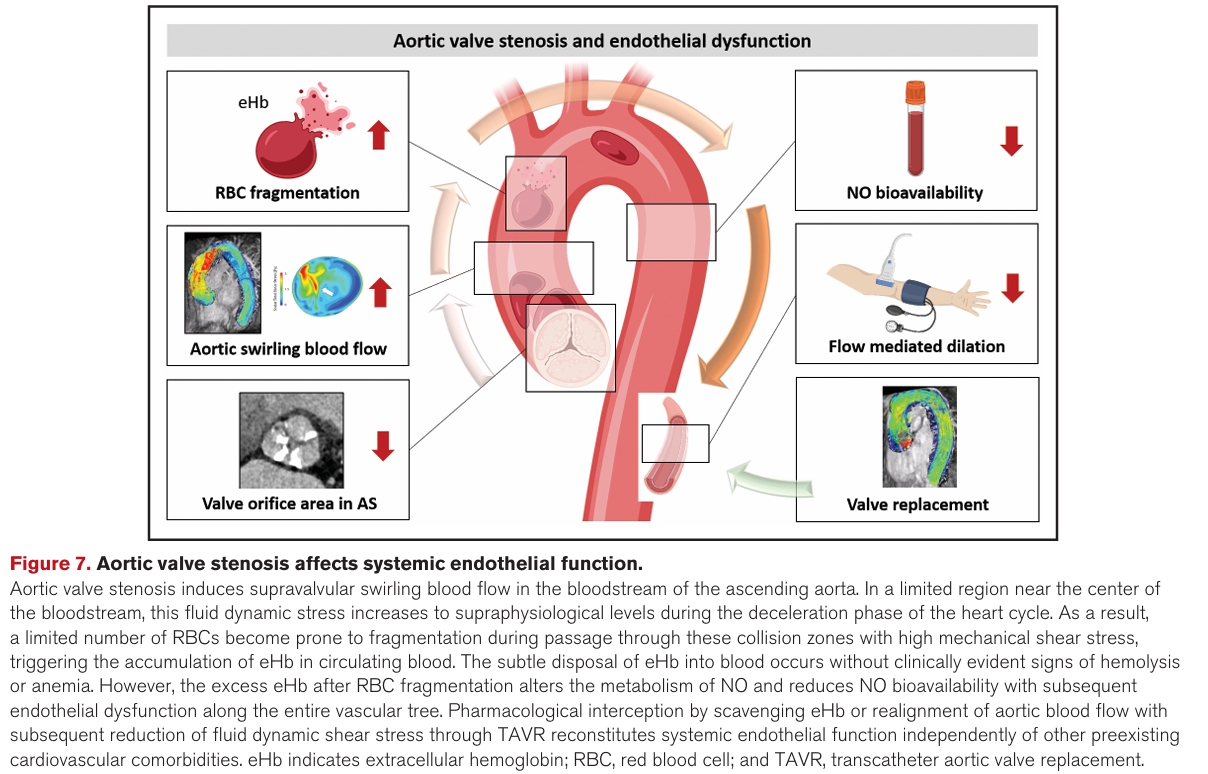 Aortic valve stenosis and endothelial dysfunction
eHb
RBC fragmentation
Aortic swirling blood flow
Valve orifice area in AS
NO bioavailability
Flow mediated dilation
Valve replacement
Figure 7. Aortic valve stenosis affects systemic endothelial function.
Aortic valve stenosis induces supravalvular swirling blood flow in the bloodstream of the ascending aorta. In a limited region near the center of
the bloodstream, this fluid dynamic stress increases to supraphysiological levels during the deceleration phase of the heart cycle. As a result,
a limited number of RBCs become prone to fragmentation during passage through these collision zones with high mechanical shear stress,
triggering the accumulation of eHb in circulating blood. The subtle disposal of eHb into blood occurs without clinically evident signs of hemolysis
or anemia. However, the excess eHb after RBC fragmentation alters the metabolism of NO and reduces NO bioavailability with subsequent
endothelial dysfunction along the entire vascular tree. Pharmacological interception by scavenging eHb or realignment of aortic blood flow with
subsequent reduction of fluid dynamic shear stress through TAVR reconstitutes systemic endothelial function independently of other preexisting
cardiovascular comorbidities. eHb indicates extracellular hemoglobin; RBC, red blood cell; and TAVR, transcatheter aortic valve replacement.